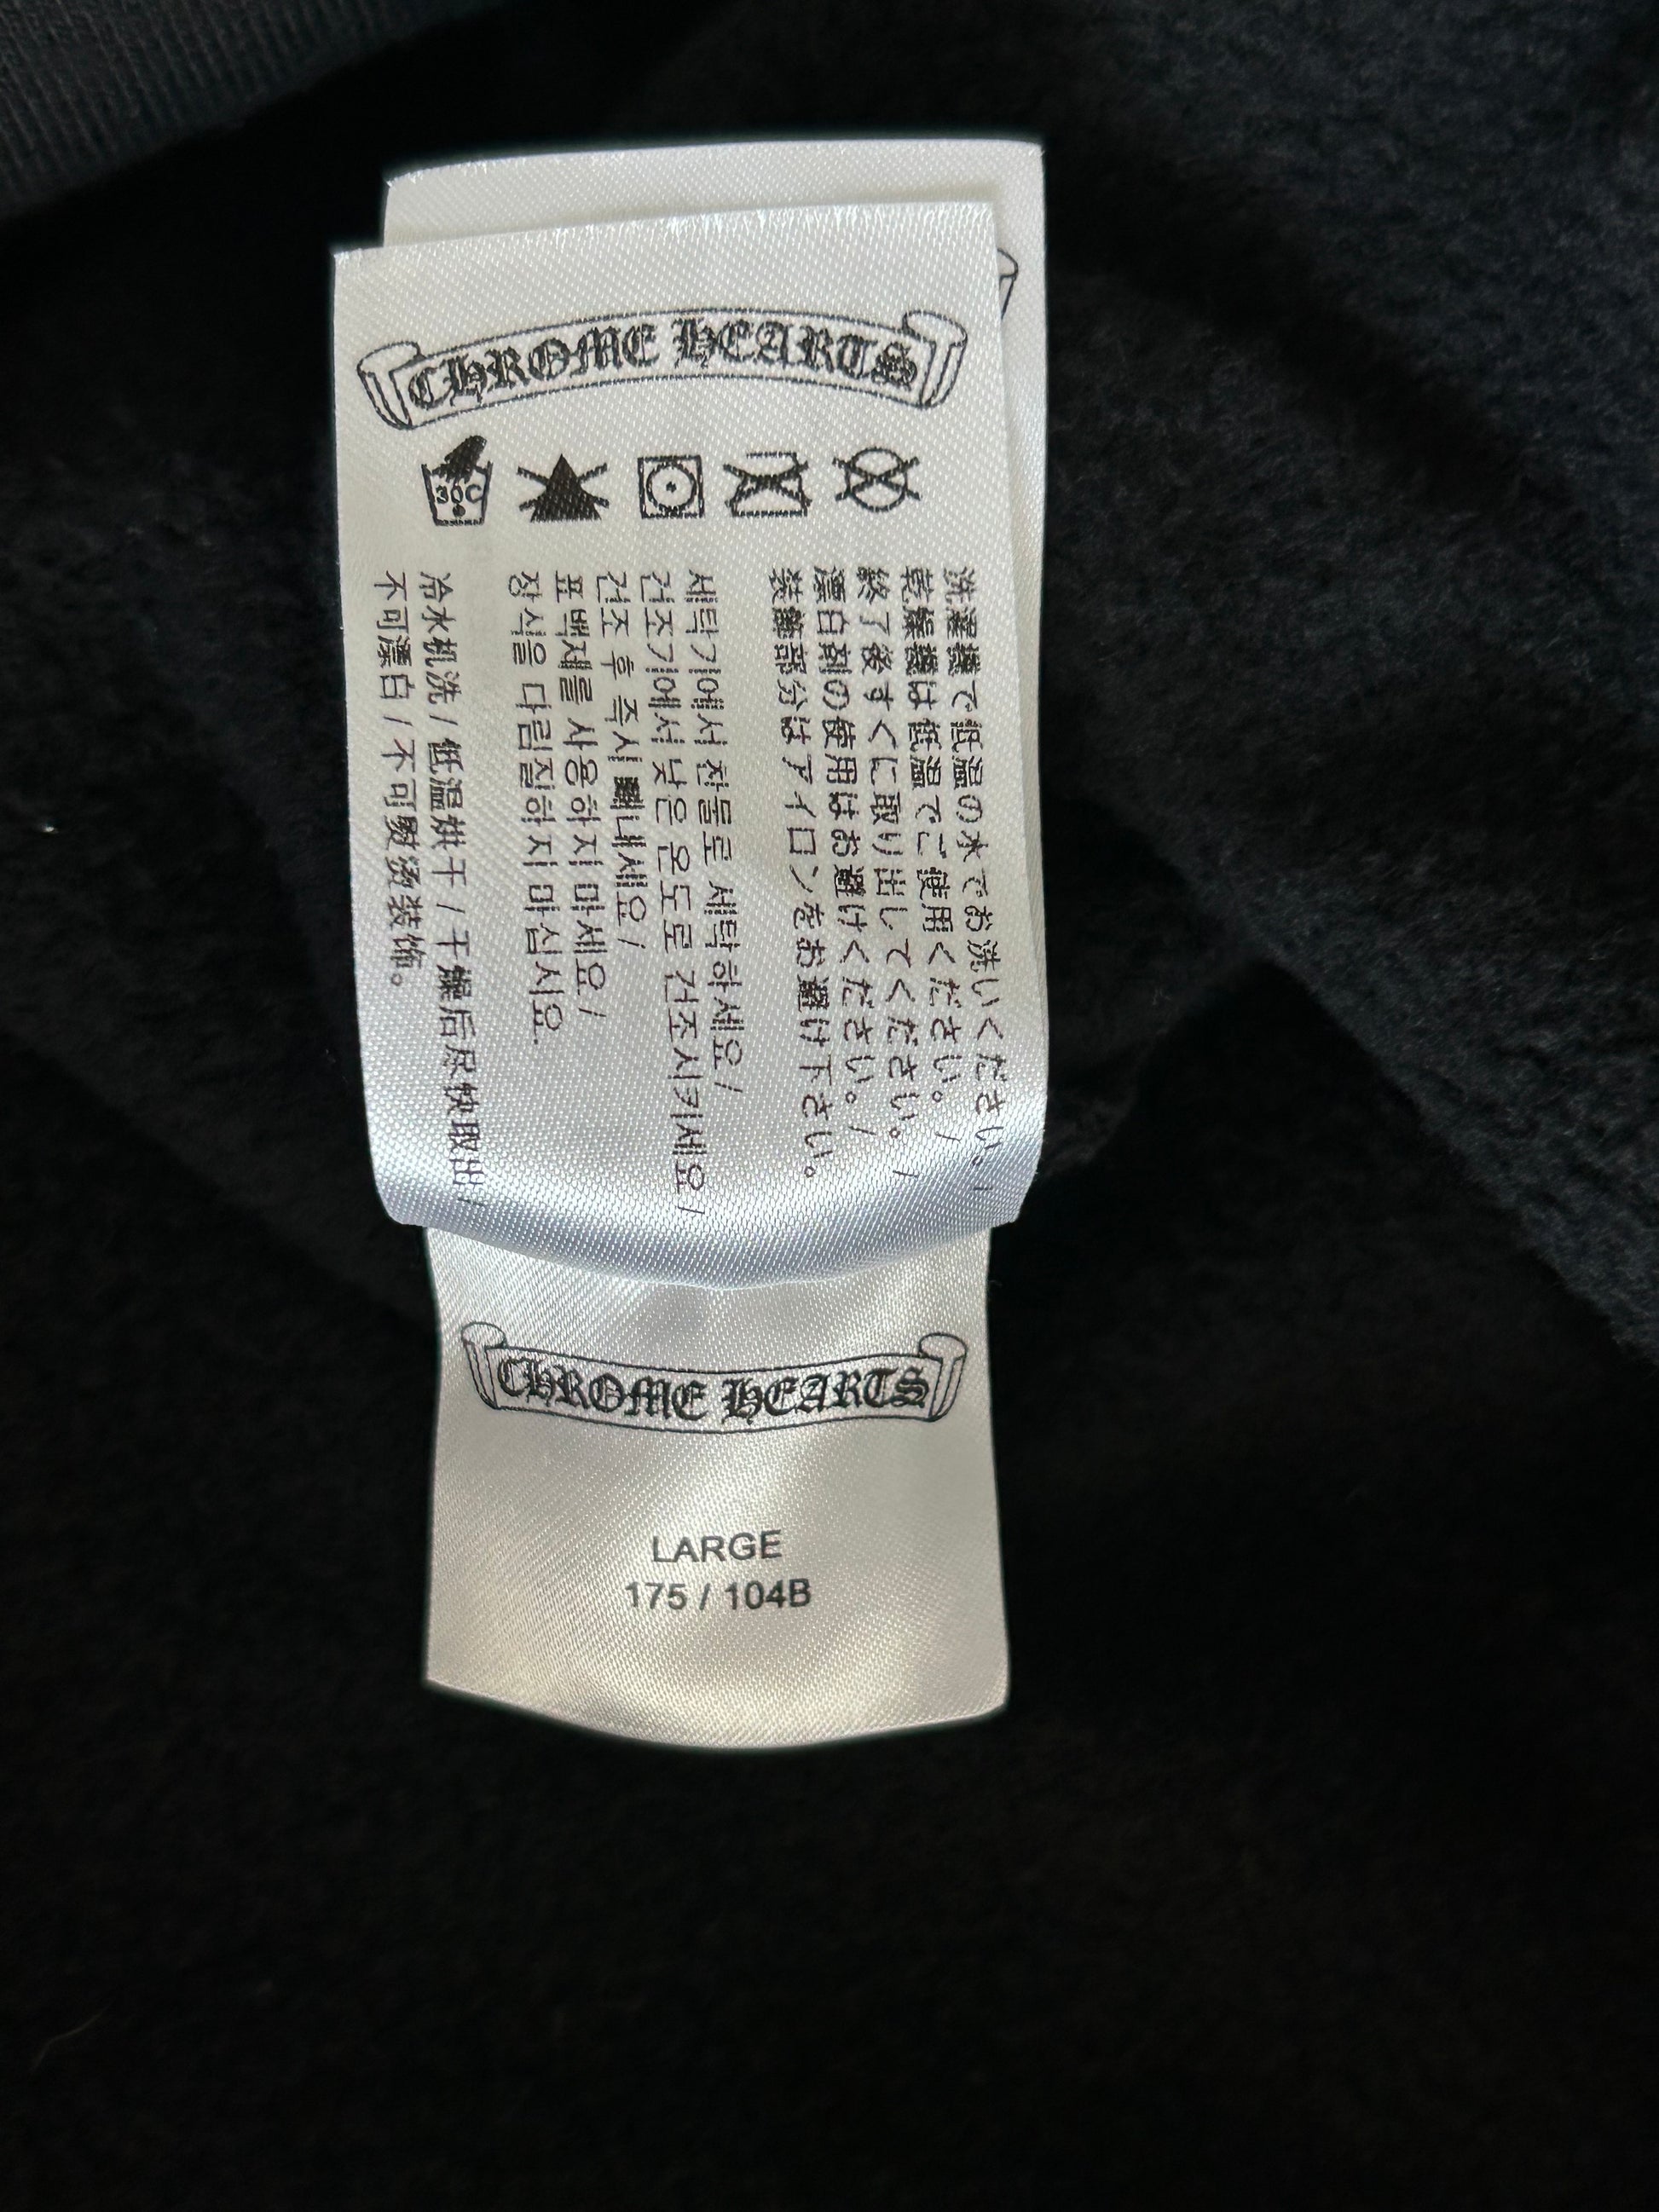 CHROME HEARTS
30C
洗濯機で低温の水でお洗いください。/
乾燥機は低温でご使用ください。/
終了後すぐに取り出してください。/
漂白剤の使用はお避けください。/
装飾部分はアイロンをお避け下さい。
세탁기에서 찬물로 세탁하세요/
건조기에서 낮은 온도로 건조시키세요/
건조 후 즉시 빼내세요/
표백제를 사용하지 마세요/
장식을 다림질하지 마십시요.
冷水机洗/低温烘干/干燥后尽快取出/
不可漂白/不可熨烫装饰。
CHROME HEARTS
LARGE
175 / 104B